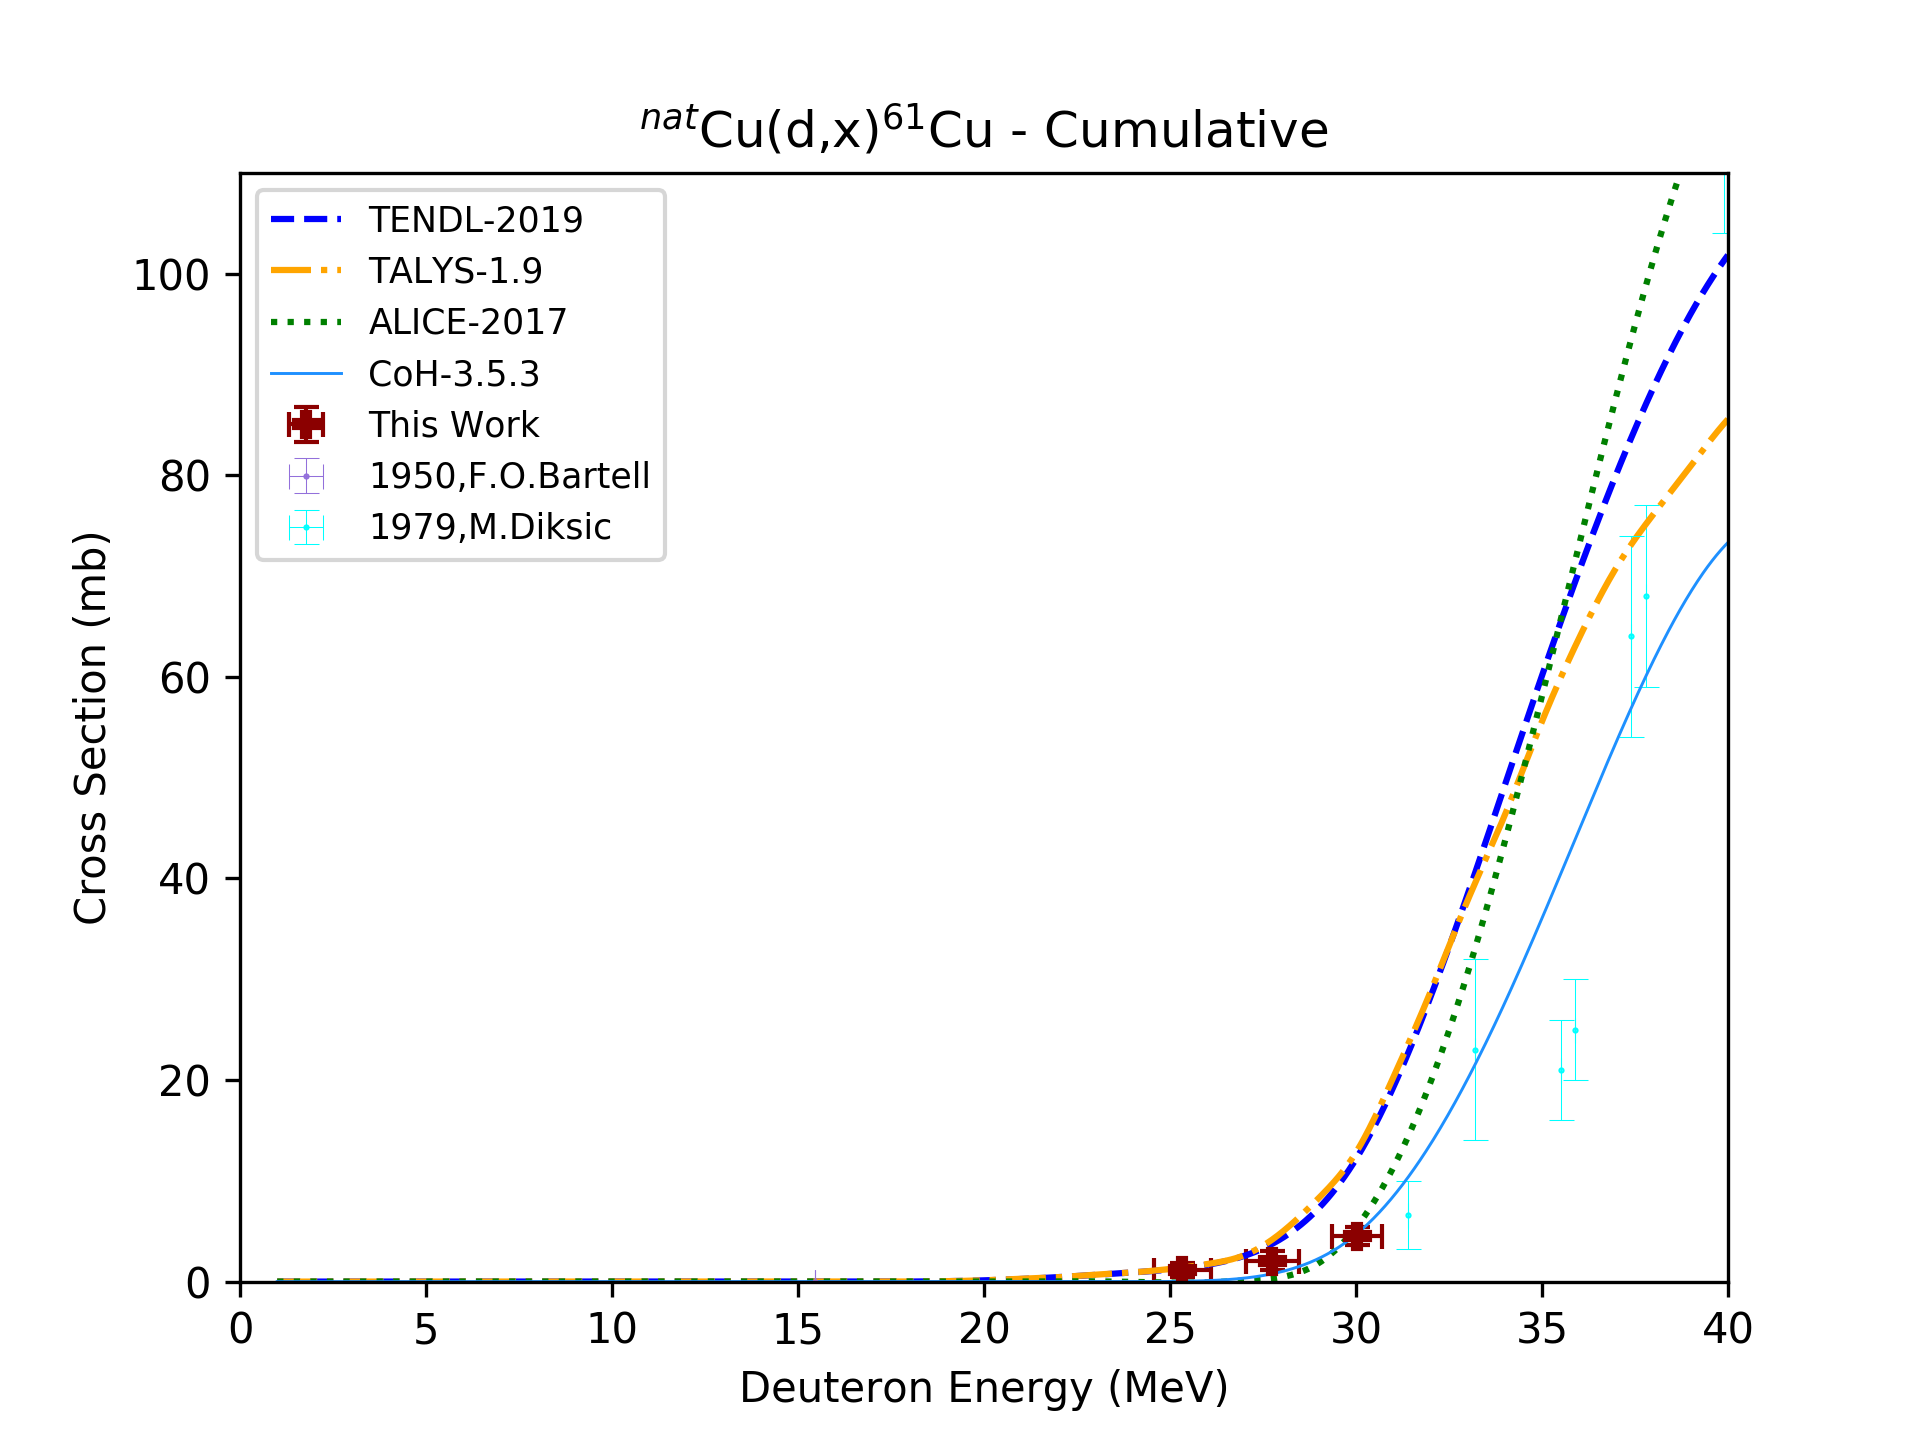 natCu(d,x)61Cu - Cumulative
TENDL-2019
TALYS-1.9
ALICE-2017
CoH-3.5.3
This Work
1950,F.O.Bartell
1979,M.Diksic
100
80
60
40
20
0
Cross Section (mb)
0 5 10 15 20 25 30 35 40
Deuteron Energy (MeV)